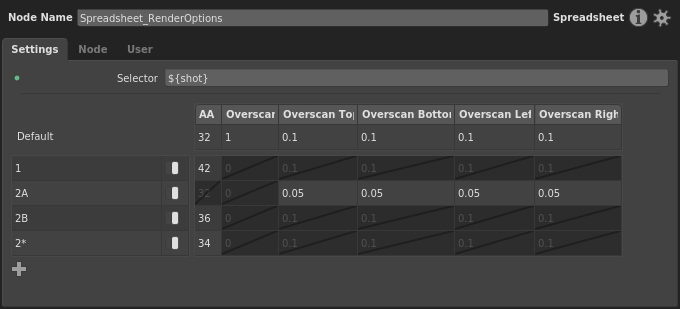 Node Name Spreadsheet_RenderOptions Spreadsheet
Settings Node User
Selector ${shot}
AA Overscan Overscan Top Overscan Bottom Overscan Left Overscan Righ
Default 32 1 0.1 0.1 0.1 0.1
1 42 0 0.1 0.1 0.1 0.1
2A 32 0 0.05 0.05 0.05 0.05
2B 36 0 0.1 0.1 0.1 0.1
2* 34 0 0.1 0.1 0.1 0.1